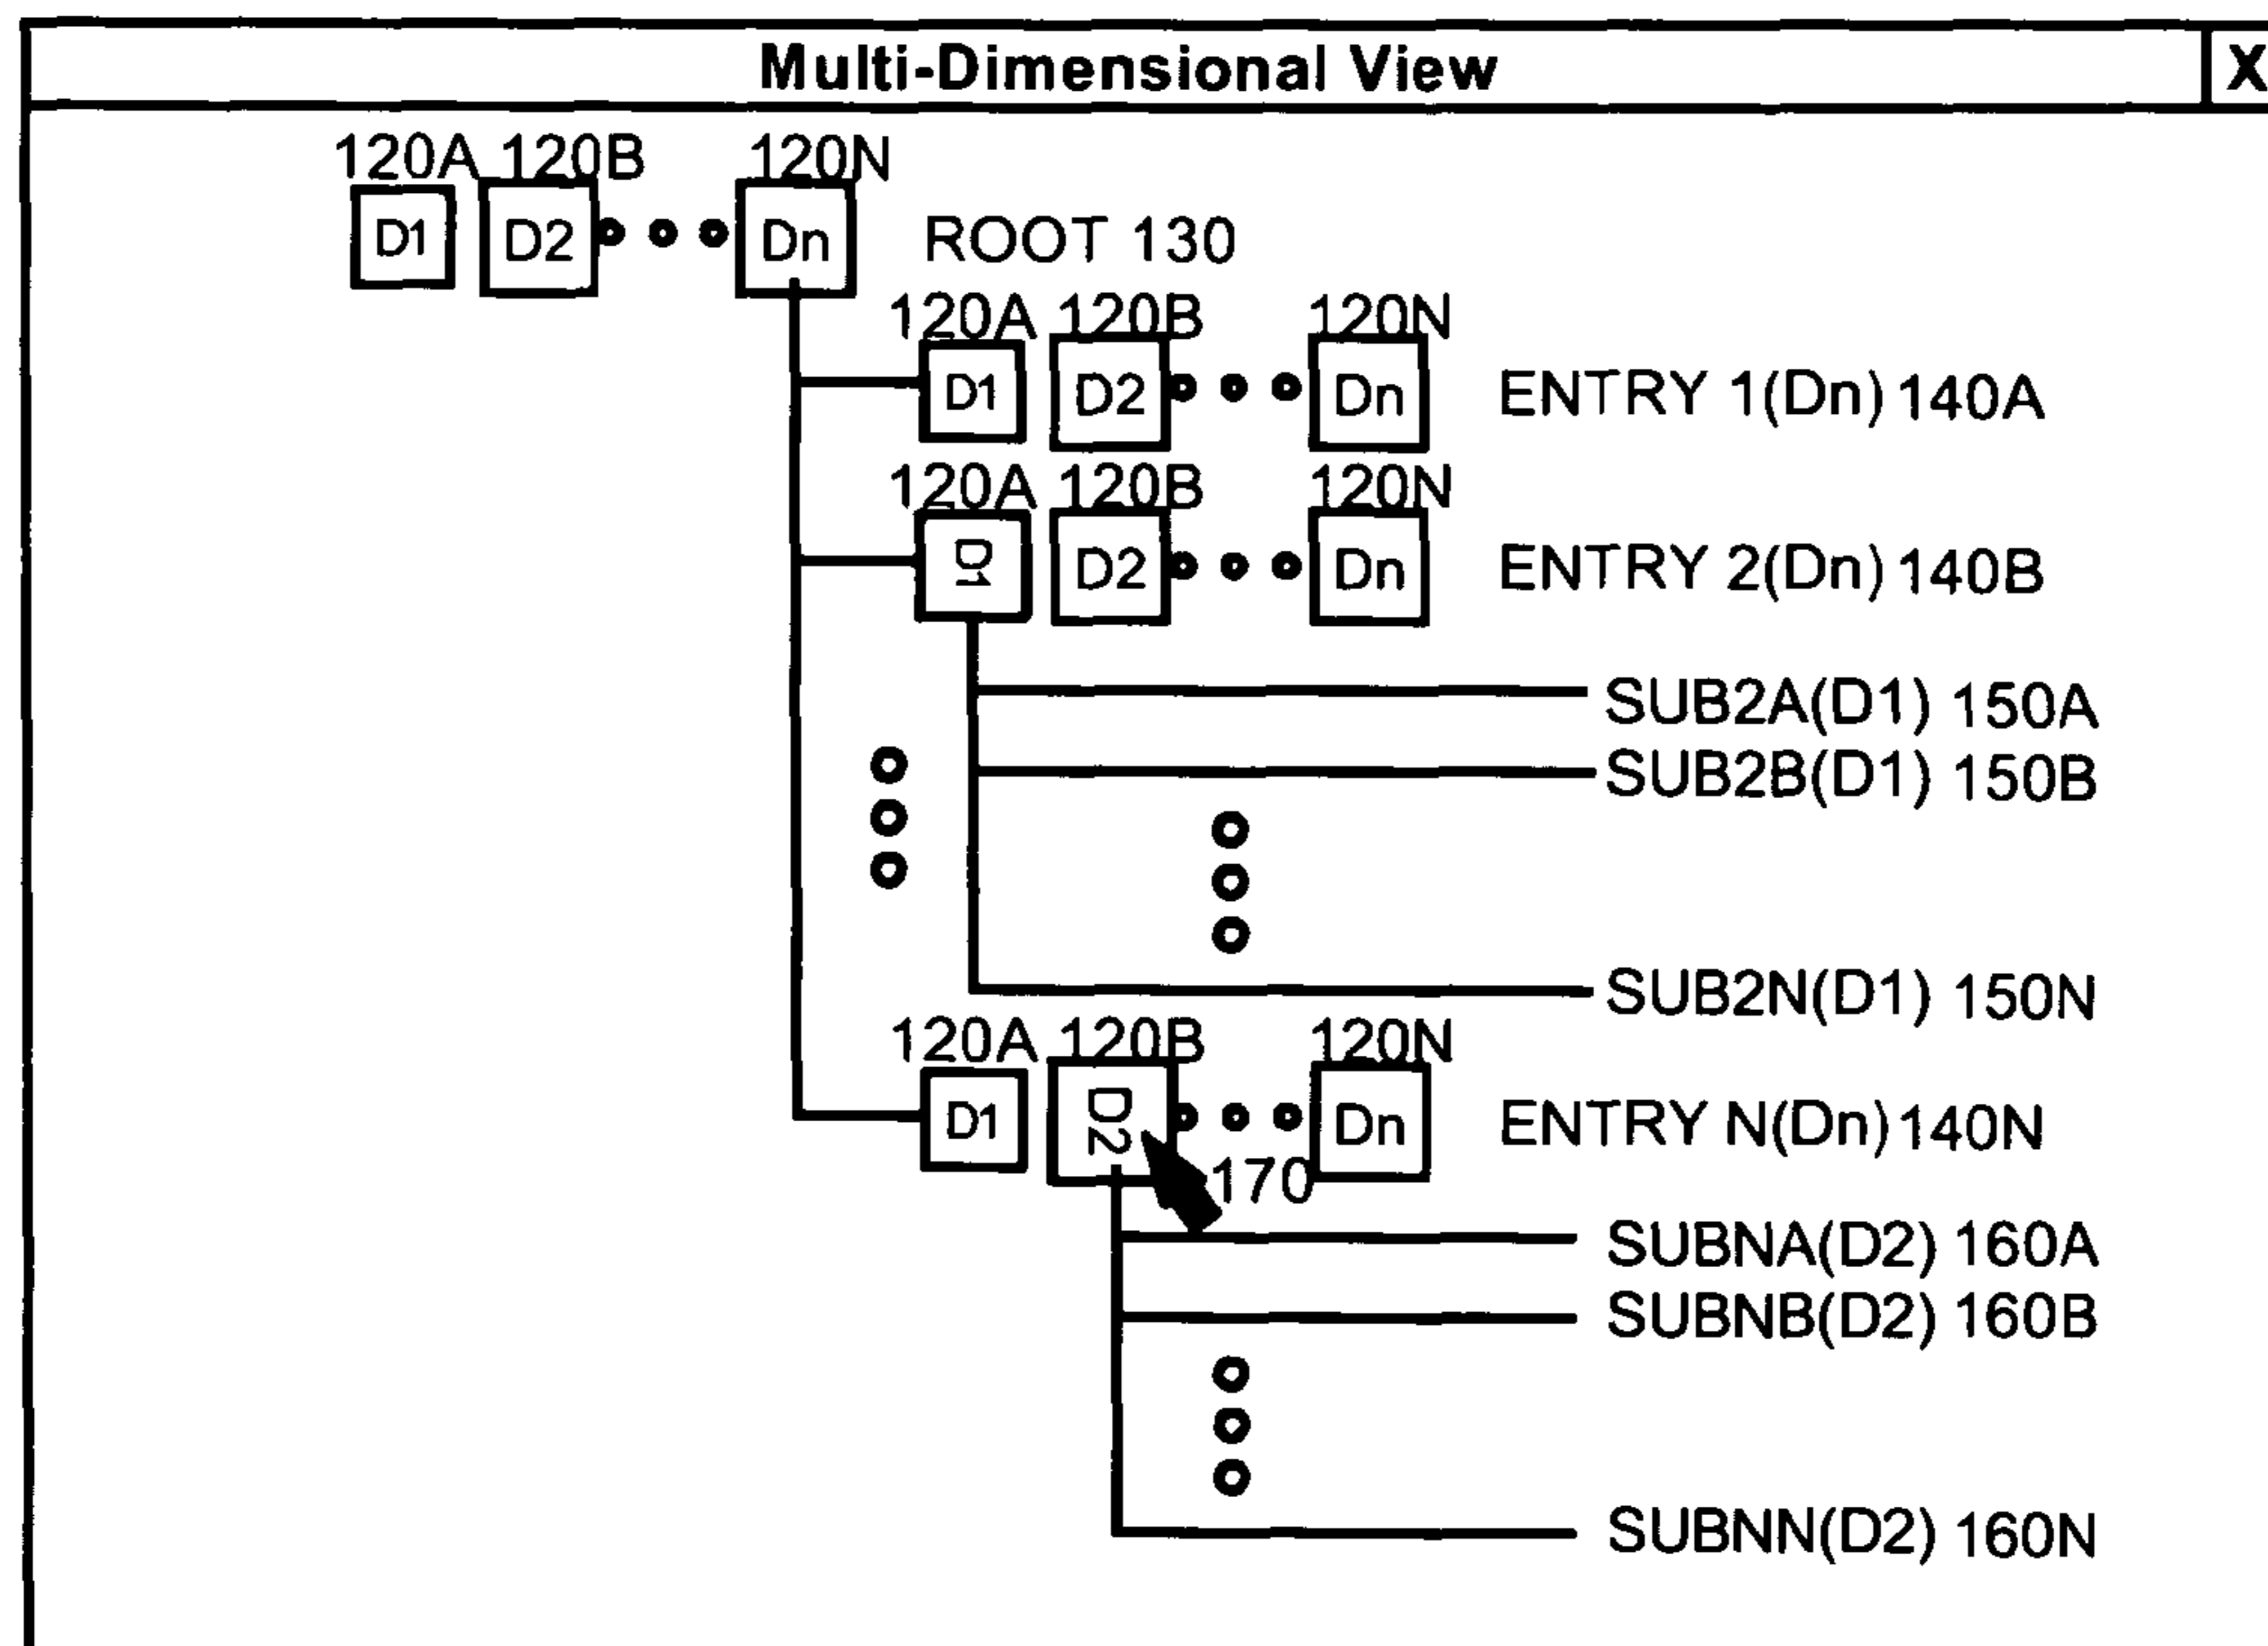 Multi-Dimensional View X
120A 120B 120N
D1 D2 Dn ROOT 130
120A 120B 120N
D1 D2 Dn ENTRY 1(Dn) 140A
120A 120B 120N
D1 D2 Dn ENTRY 2(Dn) 140B
SUB2A(D1) 150A
SUB2B(D1) 150B
SUB2N(D1) 150N
120A 120B 120N
D1 D2 Dn ENTRY N(Dn) 140N
170
SUBNA(D2) 160A
SUBNB(D2) 160B
SUBNN(D2) 160N